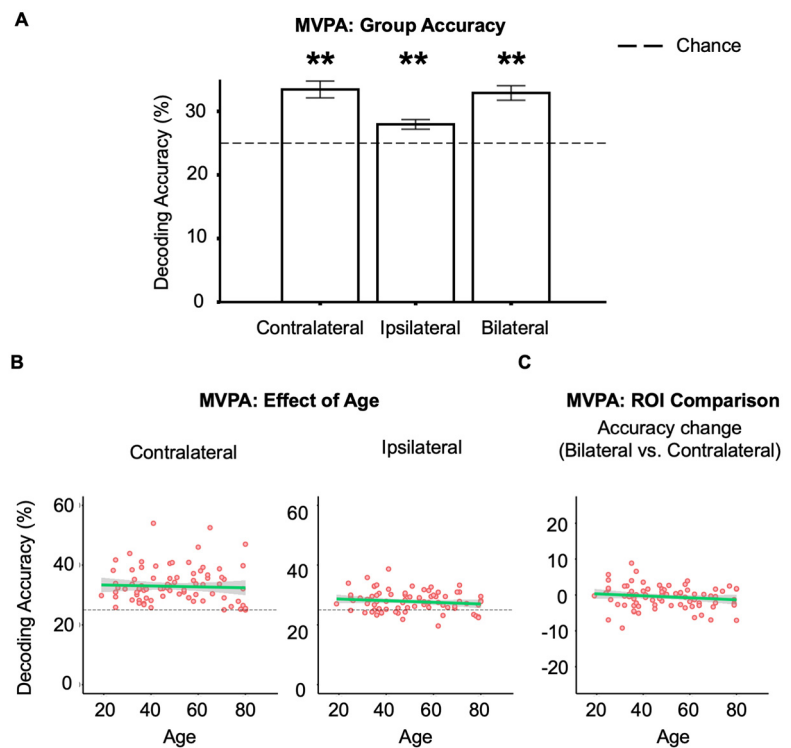 A
MVPA: Group Accuracy
** ** **
Chance
Decoding Accuracy (%)
30
20
10
0
Contralateral Ipsilateral Bilateral
B
MVPA: Effect of Age
Contralateral
Ipsilateral
Decoding Accuracy (%)
60
40
20
0
20 40 60 80
Age
60
40
20
0
20 40 60 80
Age
C
MVPA: ROI Comparison
Accuracy change
(Bilateral vs. Contralateral)
20
10
0
-10
-20
20 40 60 80
Age